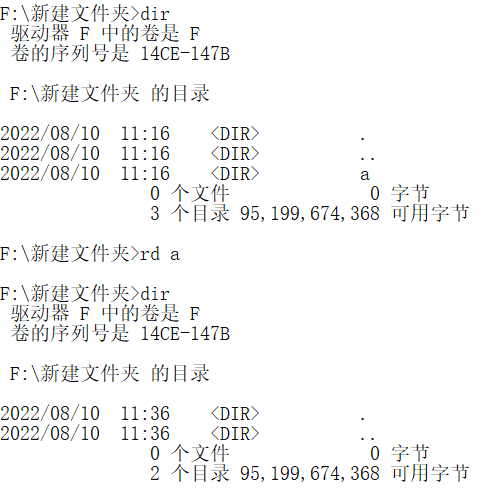 F:\新建文件夹>dir
驱动器 F 中的卷是 F
卷的序列号是 14CE-147B
F:\新建文件夹 的目录
2022/08/10  11:16    <DIR>          .
2022/08/10  11:16    <DIR>          ..
2022/08/10  11:16    <DIR>          a
0 个文件              0 字节
3 个目录 95,199,674,368 可用字节
F:\新建文件夹>rd a
F:\新建文件夹>dir
驱动器 F 中的卷是 F
卷的序列号是 14CE-147B
F:\新建文件夹 的目录
2022/08/10  11:36    <DIR>          .
2022/08/10  11:36    <DIR>          ..
0 个文件              0 字节
2 个目录 95,199,674,368 可用字节